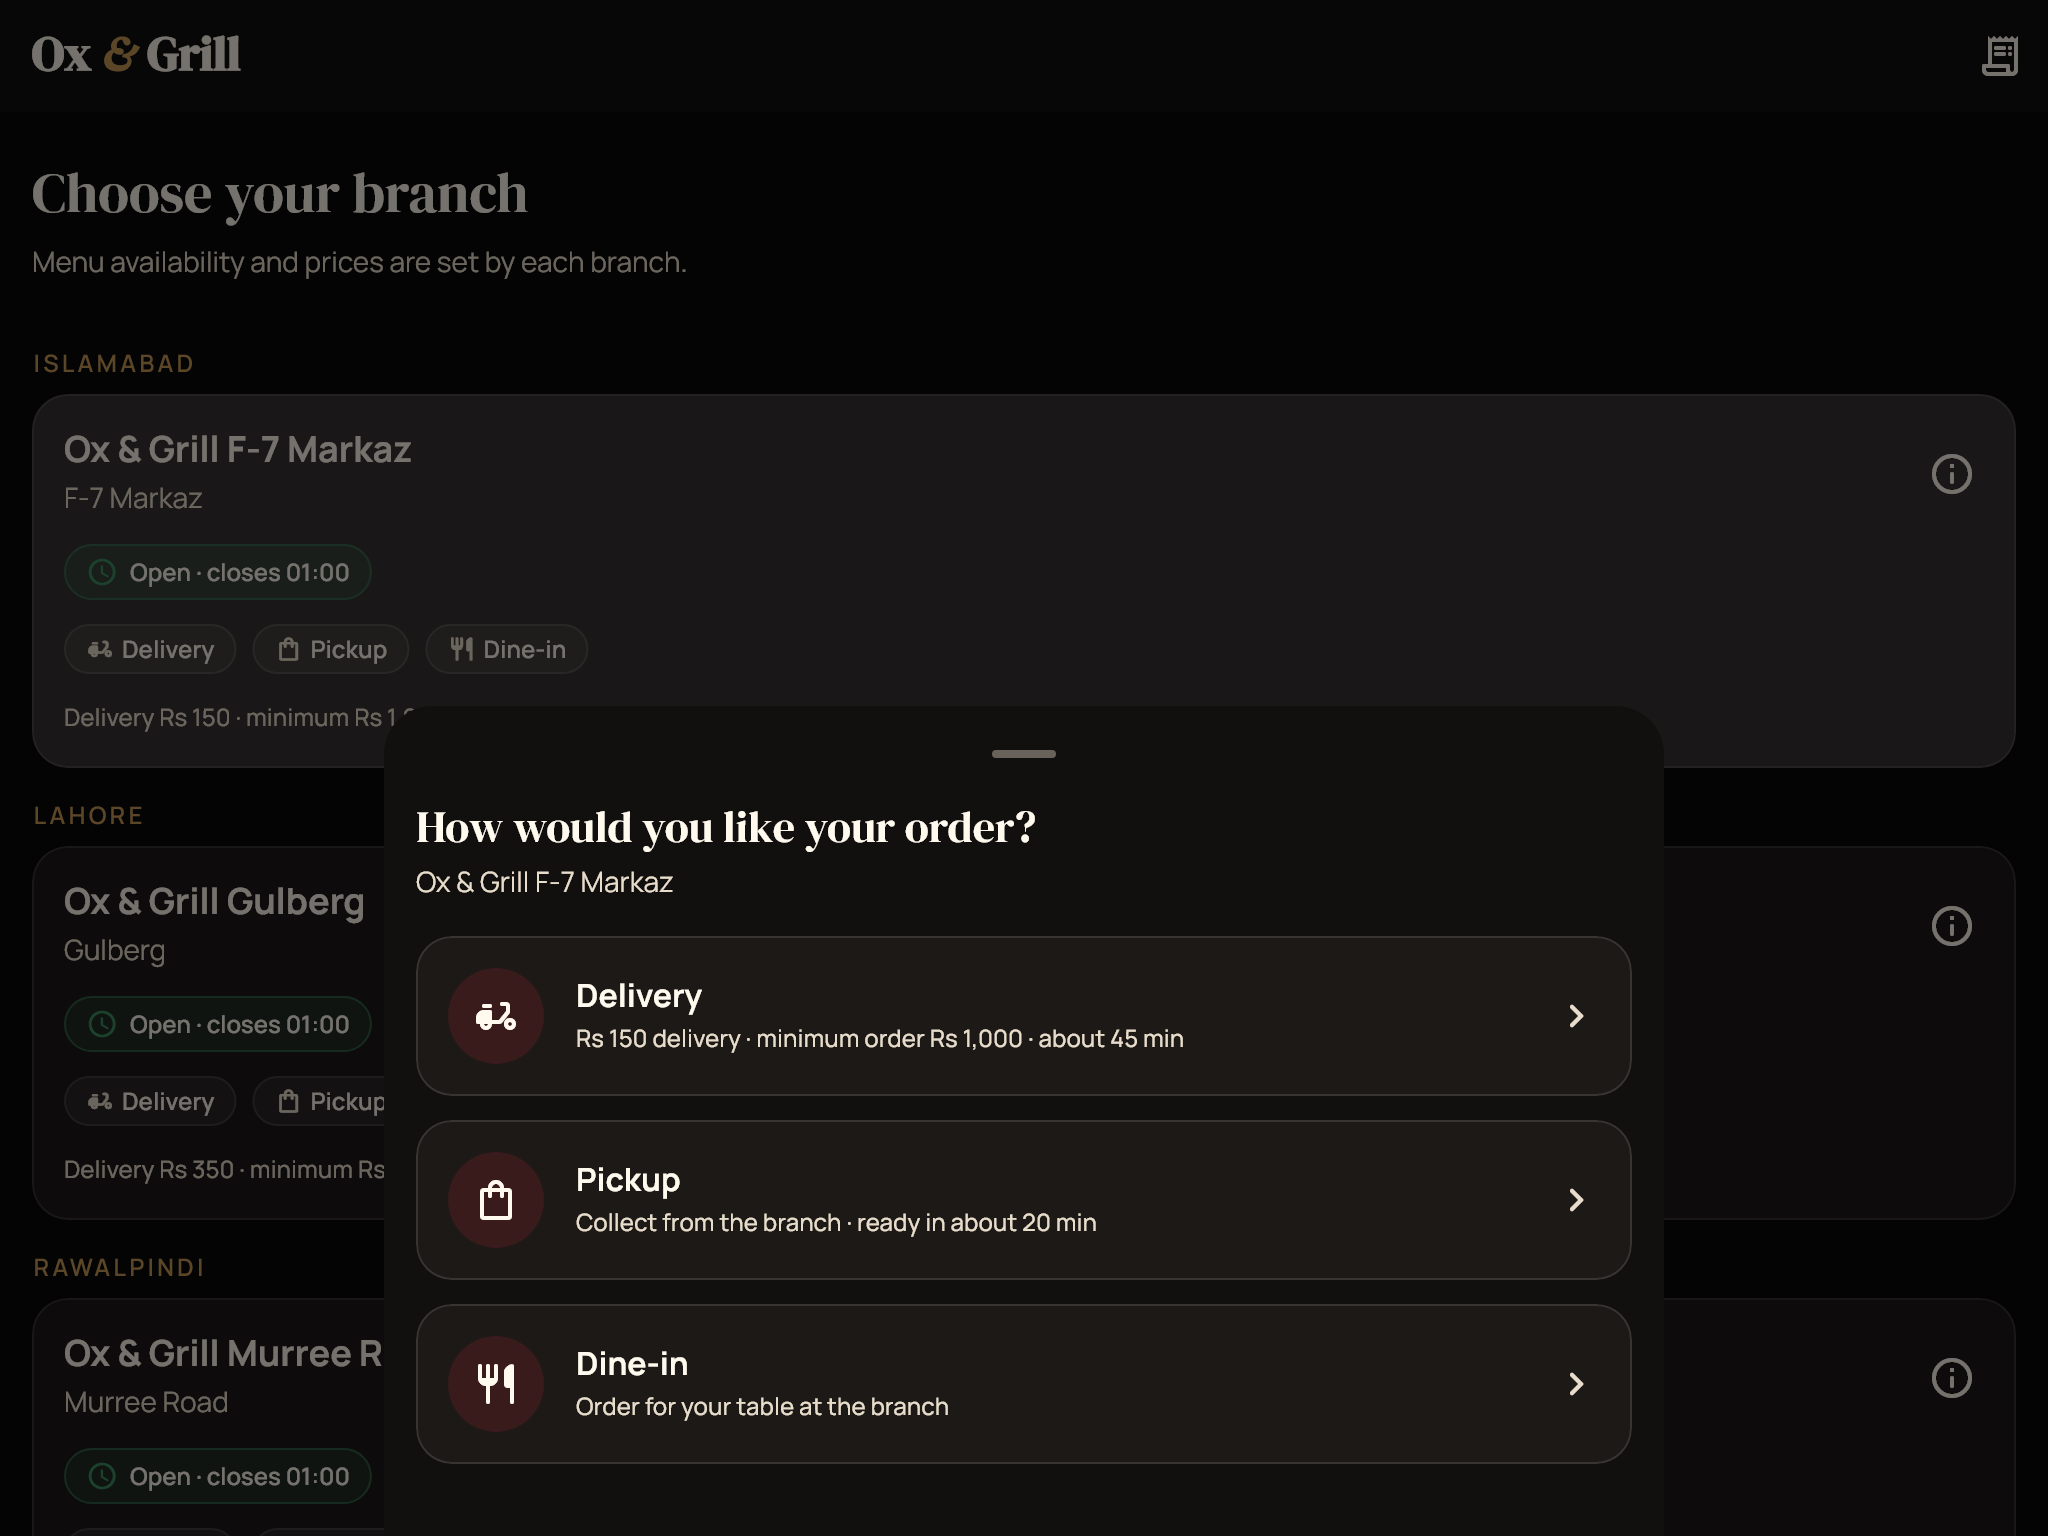 Ox & Grill
Choose your branch
Menu availability and prices are set by each branch.
ISLAMABAD
Ox & Grill F-7 Markaz
F-7 Markaz
Open · closes 01:00
Delivery
Pickup
Dine-in
Delivery Rs 150 · minimum Rs
LAHORE
Ox & Grill Gulberg
Gulberg
Open · closes 01:00
Delivery
Pickup
Delivery Rs 350 · minimum Rs
RAWALPINDI
Ox & Grill Murree
Murree Road
Open · closes 01:00
How would you like your order?
Ox & Grill F-7 Markaz
Delivery
Rs 150 delivery · minimum order Rs 1,000 · about 45 min
Pickup
Collect from the branch · ready in about 20 min
Dine-in
Order for your table at the branch